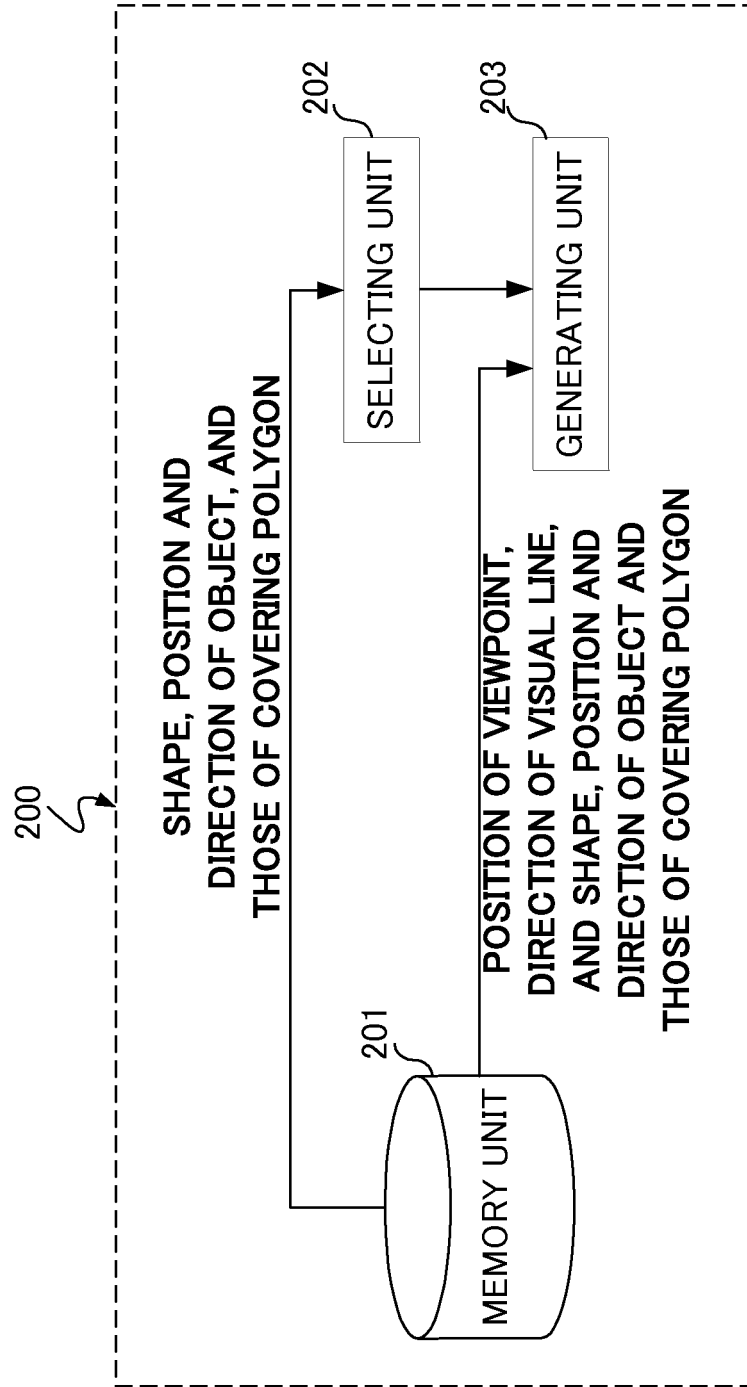 200
SHAPE, POSITION AND
DIRECTION OF OBJECT, AND
THOSE OF COVERING POLYGON
202
SELECTING UNIT
201
MEMORY UNIT
POSITION OF VIEWPOINT,
DIRECTION OF VISUAL LINE,
AND SHAPE, POSITION AND
DIRECTION OF OBJECT AND
THOSE OF COVERING POLYGON
203
GENERATING UNIT